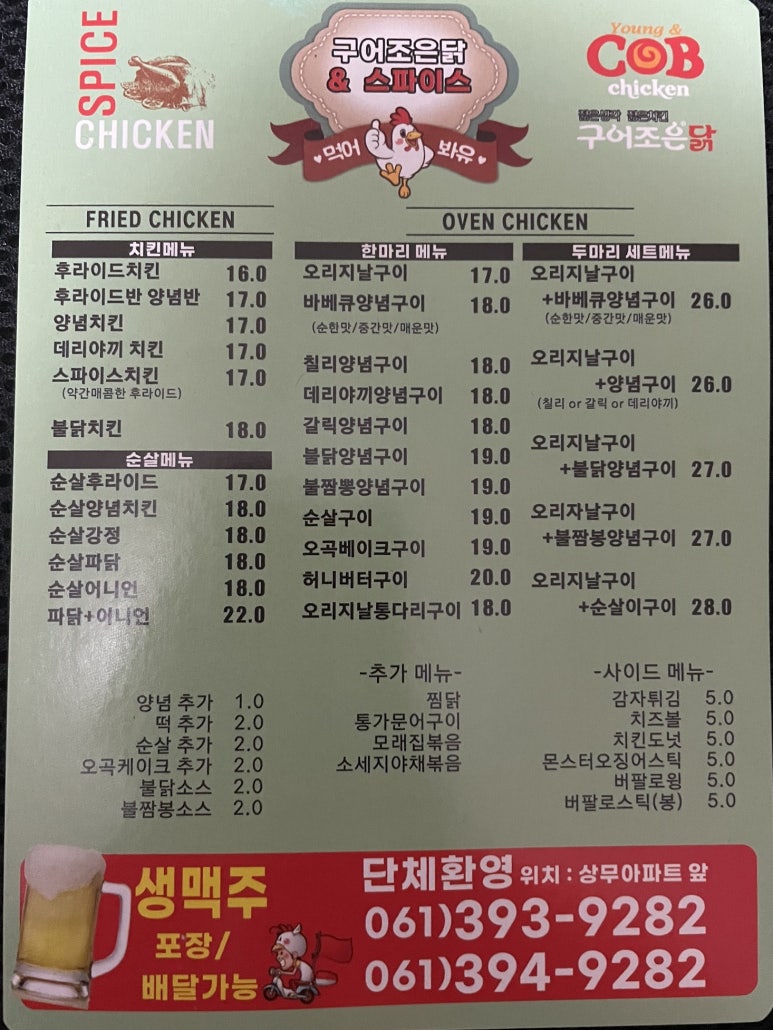 SPICE
CHICKEN
구어조은닭
& 스파이스
먹어 봐유
Young &
COB
chicken
젊은생각 젊은치킨
구어조은닭
FRIED CHICKEN
치킨메뉴
후라이드치킨 16.0
후라이드반 양념반 17.0
양념치킨 17.0
데리야끼 치킨 17.0
스파이스치킨 17.0
(약간매콤한 후라이드)
불닭치킨 18.0
순살메뉴
순살후라이드 17.0
순살양념치킨 18.0
순살강정 18.0
순살파닭 18.0
순살어니언 18.0
파닭+어니언 22.0
OVEN CHICKEN
한마리 메뉴
오리지날구이 17.0
바베큐양념구이 18.0
(순한맛/중간맛/매운맛)
칠리양념구이 18.0
데리야끼양념구이 18.0
갈릭양념구이 18.0
불닭양념구이 19.0
불짬뽕양념구이 19.0
순살구이 19.0
오곡베이크구이 19.0
허니버터구이 20.0
오리지날통다리구이 18.0
두마리 세트메뉴
오리지날구이
+바베큐양념구이 26.0
(순한맛/중간맛/매운맛)
오리지날구이
+양념구이 26.0
(칠리 or 갈릭 or 데리야끼)
오리지날구이
+불닭양념구이 27.0
오리자날구이
+불짬봉양념구이 27.0
오리지날구이
+순살이구이 28.0
양념 추가 1.0
떡 추가 2.0
순살 추가 2.0
오곡케이크 추가 2.0
불닭소스 2.0
불짬봉소스 2.0
-추가 메뉴-
찜닭
통가문어구이
모래집볶음
소세지야채볶음
-사이드 메뉴-
감자튀김 5.0
치즈볼 5.0
치킨도넛 5.0
몬스터오징어스틱 5.0
버팔로윙 5.0
버팔로스틱(봉) 5.0
생맥주
포장/
배달가능
단체환영 위치 : 상무아파트 앞
061)393-9282
061)394-9282